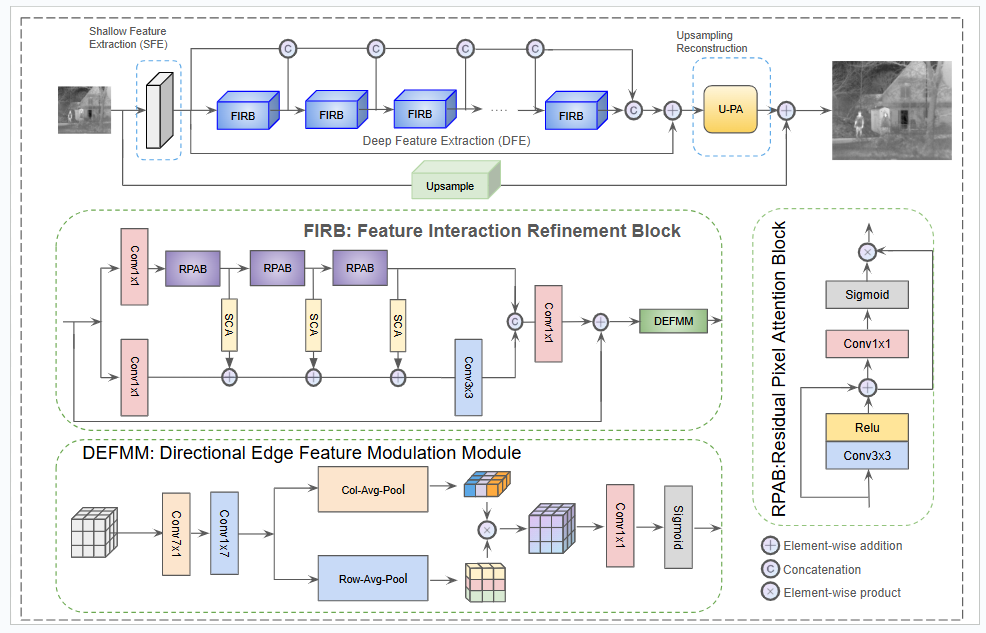 Shallow Feature
Extraction (SFE)
Upsampling
Reconstruction
C
C
C
C
FIRB
FIRB
FIRB
....
FIRB
C
+
U-PA
+
Deep Feature Extraction (DFE)
Upsample
FIRB: Feature Interaction Refinement Block
Conv1x1
RPAB
RPAB
RPAB
SCA
SCA
SCA
C
Conv1x1
+
DEFMM
Conv1x1
+
+
+
Conv3x3
RPAB:Residual Pixel Attention Block
×
Sigmoid
Conv1x1
+
Relu
Conv3x3
DEFMM: Directional Edge Feature Modulation Module
Conv7x1
Conv1x7
Col-Avg-Pool
Row-Avg-Pool
×
Conv1x1
Sigmoid
+ Element-wise addition
C Concatenation
× Element-wise product